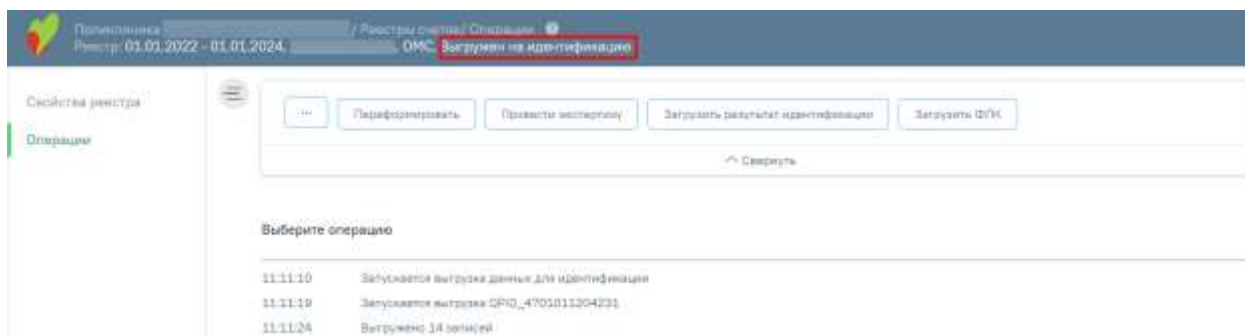 Поликлиника / Реестры счетов / Операции
Реестр: 01.01.2022 - 01.01.2024, , ОМС, Выгружен на идентификацию
Свойства реестра
Операции
... Переформировать Провести экспертизу Загрузить результат идентификации Загрузить ФЛК
Свернуть
Выберите операцию
11:11:10 Запускается выгрузка данных для идентификации
11:11:19 Запускается выгрузка
11:11:24 Выгружено 14 записей